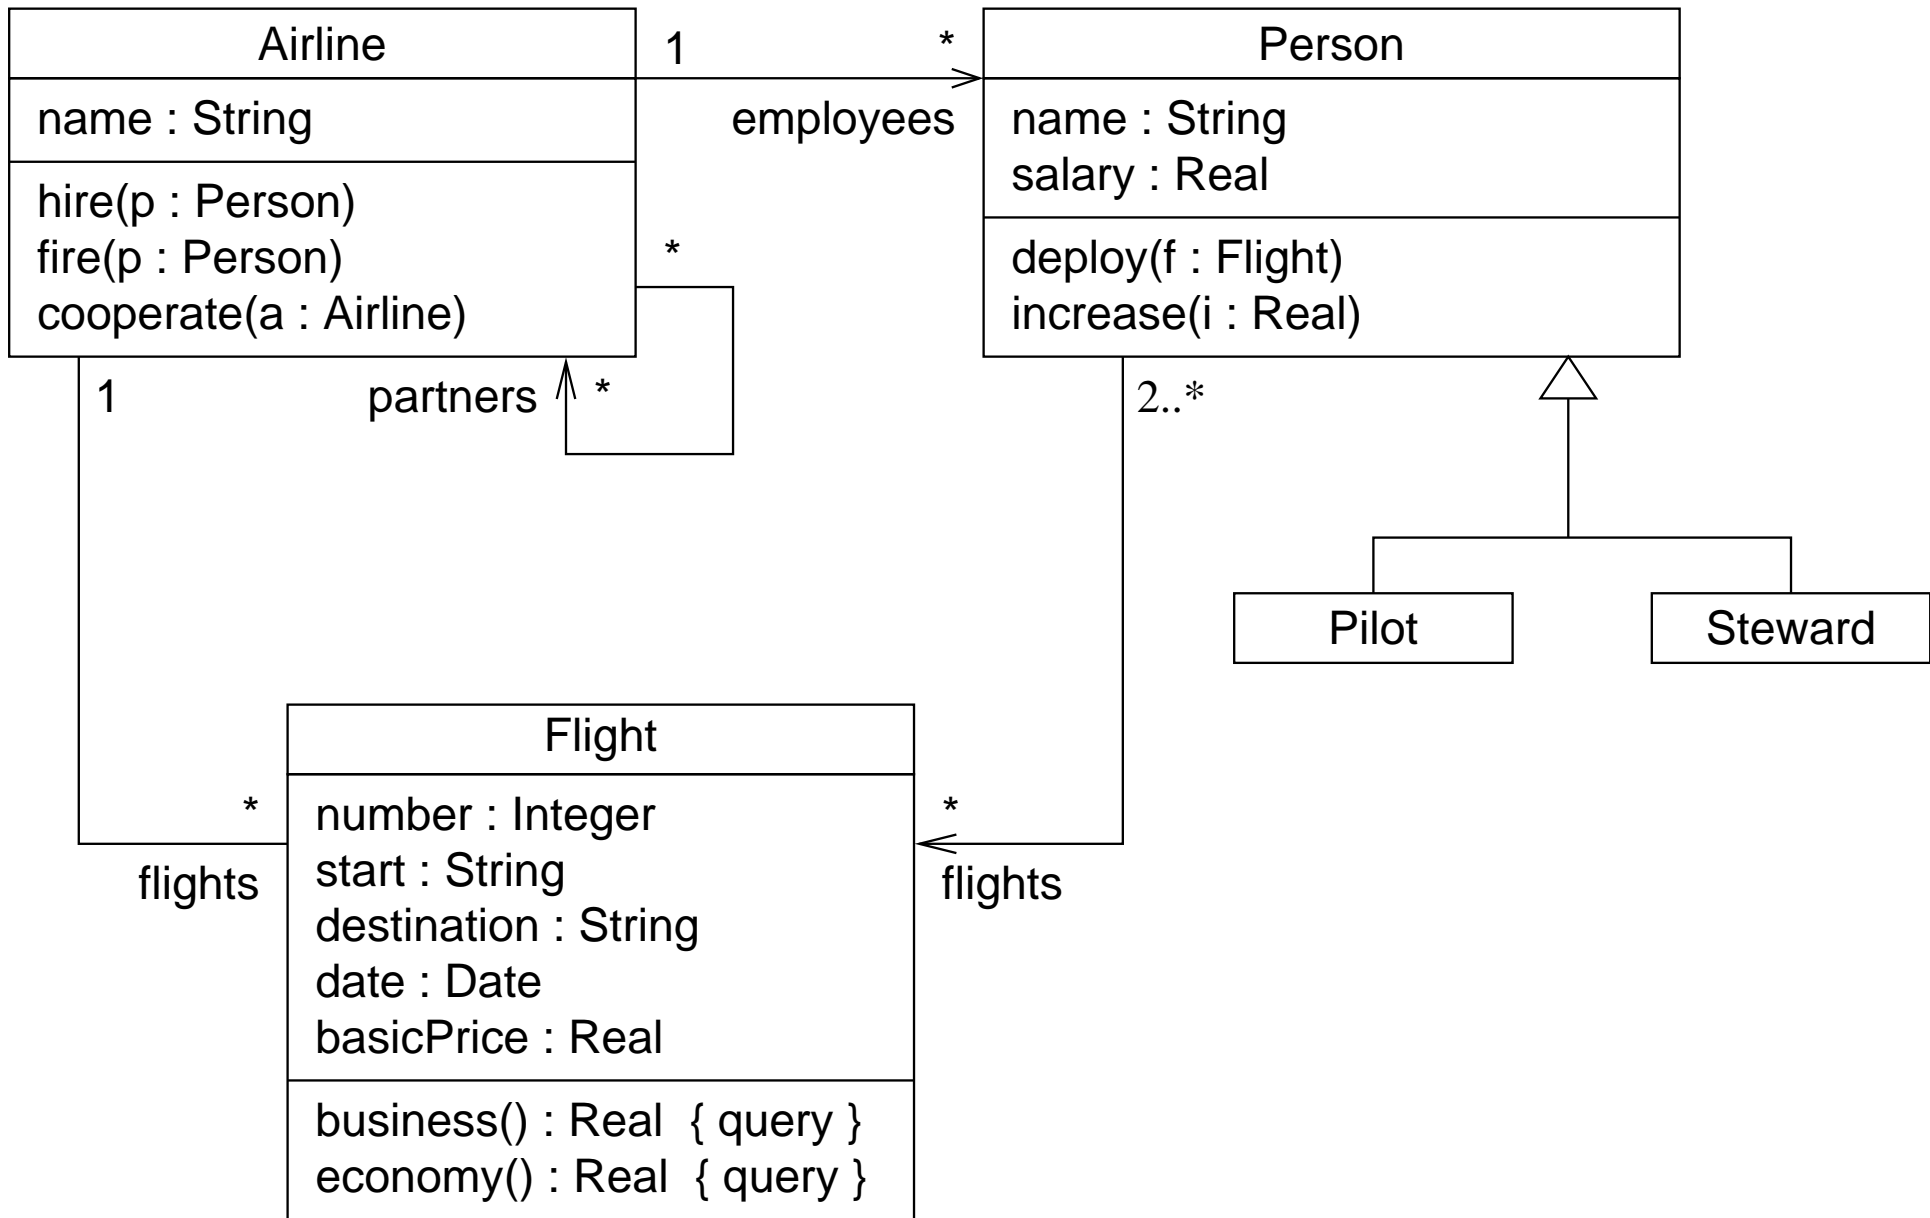 Airline
name : String
hire(p : Person)
fire(p : Person)
cooperate(a : Airline)
1
*
employees
Person
name : String
salary : Real
deploy(f : Flight)
increase(i : Real)
*
partners
*
1
2..*
Pilot
Steward
*
flights
*
flights
Flight
number : Integer
start : String
destination : String
date : Date
basicPrice : Real
business() : Real { query }
economy() : Real { query }